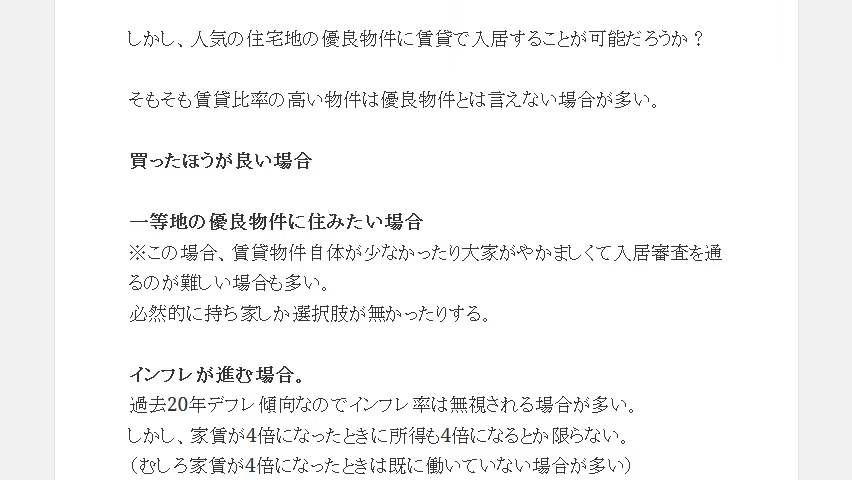 しかし、人気の住宅地の優良物件に賃貸で入居することが可能だろうか？
そもそも賃貸比率の高い物件は優良物件とは言えない場合が多い。
買ったほうが良い場合
一等地の優良物件に住みたい場合
※この場合、賃貸物件自体が少なかったり大家がやかましくて入居審査を通
るのが難しい場合も多い。
必然的に持ち家しか選択肢が無かったりする。
インフレが進む場合。
過去20年デフレ傾向なのでインフレ率は無視される場合が多い。
しかし、家賃が4倍になったときに所得も4倍になるとか限らない。
（むしろ家賃が4倍になったときは既に働いていない場合が多い）